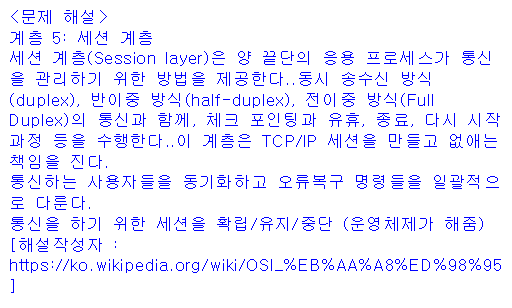 <문제 해설>
계층 5: 세션 계층
세션 계층(Session layer)은 양 끝단의 응용 프로세스가 통신
을 관리하기 위한 방법을 제공한다..동시 송수신 방식
(duplex), 반이중 방식(half-duplex), 전이중 방식(Full
Duplex)의 통신과 함께, 체크 포인팅과 유휴, 종료, 다시 시작
과정 등을 수행한다..이 계층은 TCP/IP 세션을 만들고 없애는
책임을 진다.
통신하는 사용자들을 동기화하고 오류복구 명령들을 일괄적으
로 다룬다.
통신을 하기 위한 세션을 확립/유지/중단 (운영체제가 해줌)
[해설작성자 :
https://ko.wikipedia.org/wiki/OSI_%EB%AA%A8%ED%98%95
]